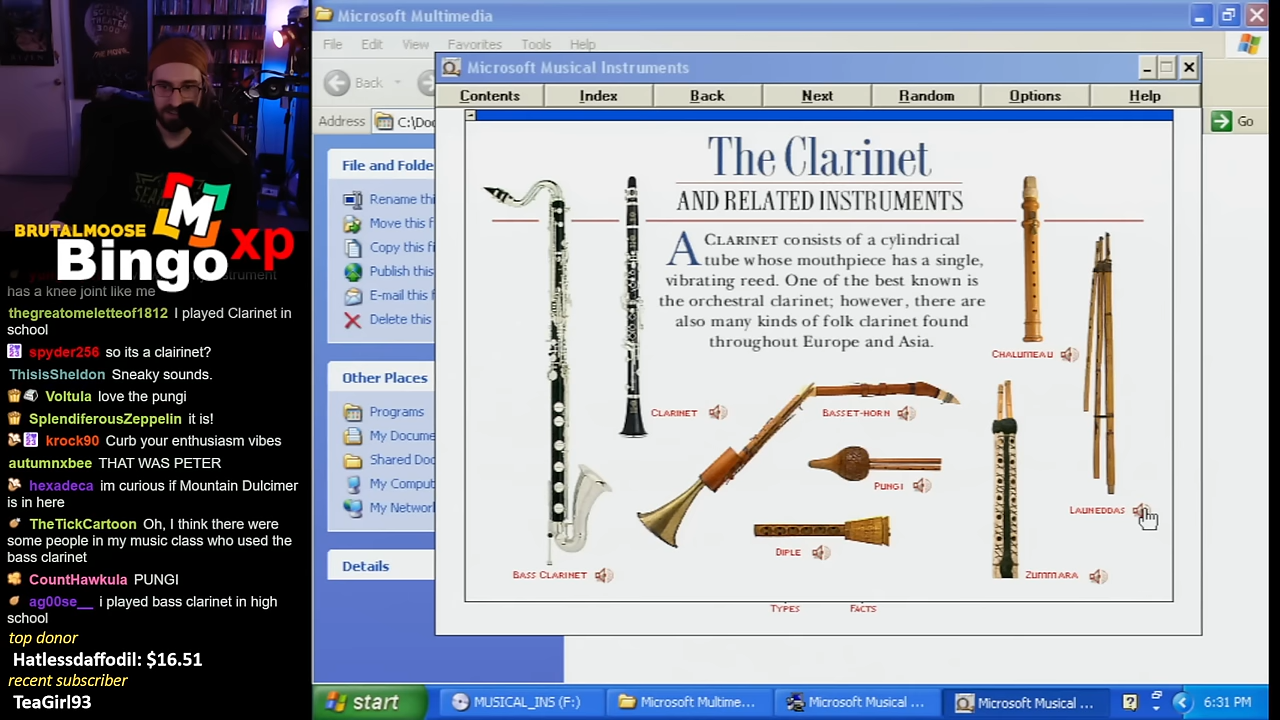 Microsoft Multimedia
File Edit View Favorites Tools Help
Back
Address C:\Doc
Go
Microsoft Musical Instruments
Contents Index Back Next Random Options Help
The Clarinet
AND RELATED INSTRUMENTS
A CLARINET consists of a cylindrical
tube whose mouthpiece has a single,
vibrating reed. One of the best known is
the orchestral clarinet; however, there are
also many kinds of folk clarinet found
throughout Europe and Asia.
CHALUMEAU
CLARINET
BASSET-HORN
PUNGI
LAUNEDDAS
DIPLE
BASS CLARINET
ZUMMARA
TYPES FACTS
File and Folde
Rename thi
Move this f
Copy this fi
Publish this
E-mail this f
Delete this
Other Places
Programs
My Docume
Shared Doc
My Comput
My Network
Details
BRUTALMOOSE
M
Bingo xp
has a knee joint like me
thegreatomeletteof1812 I played Clarinet in
school
spyder256 so its a clairinet?
ThisisSheldon Sneaky sounds.
Voltula love the pungi
SplendiferousZeppelin it is!
krock90 Curb your enthusiasm vibes
autumnxbee THAT WAS PETER
hexadeca im curious if Mountain Dulcimer
is in here
TheTickCartoon Oh, I think there were
some people in my music class who used the
bass clarinet
CountHawkula PUNGI
ag00se__ i played bass clarinet in high
school
top donor
Hatlessdaffodil: $16.51
recent subscriber
TeaGirl93
start MUSICAL_INS (F:) Microsoft Multime... Microsoft Musical ... Microsoft Musical ... 6:31 PM